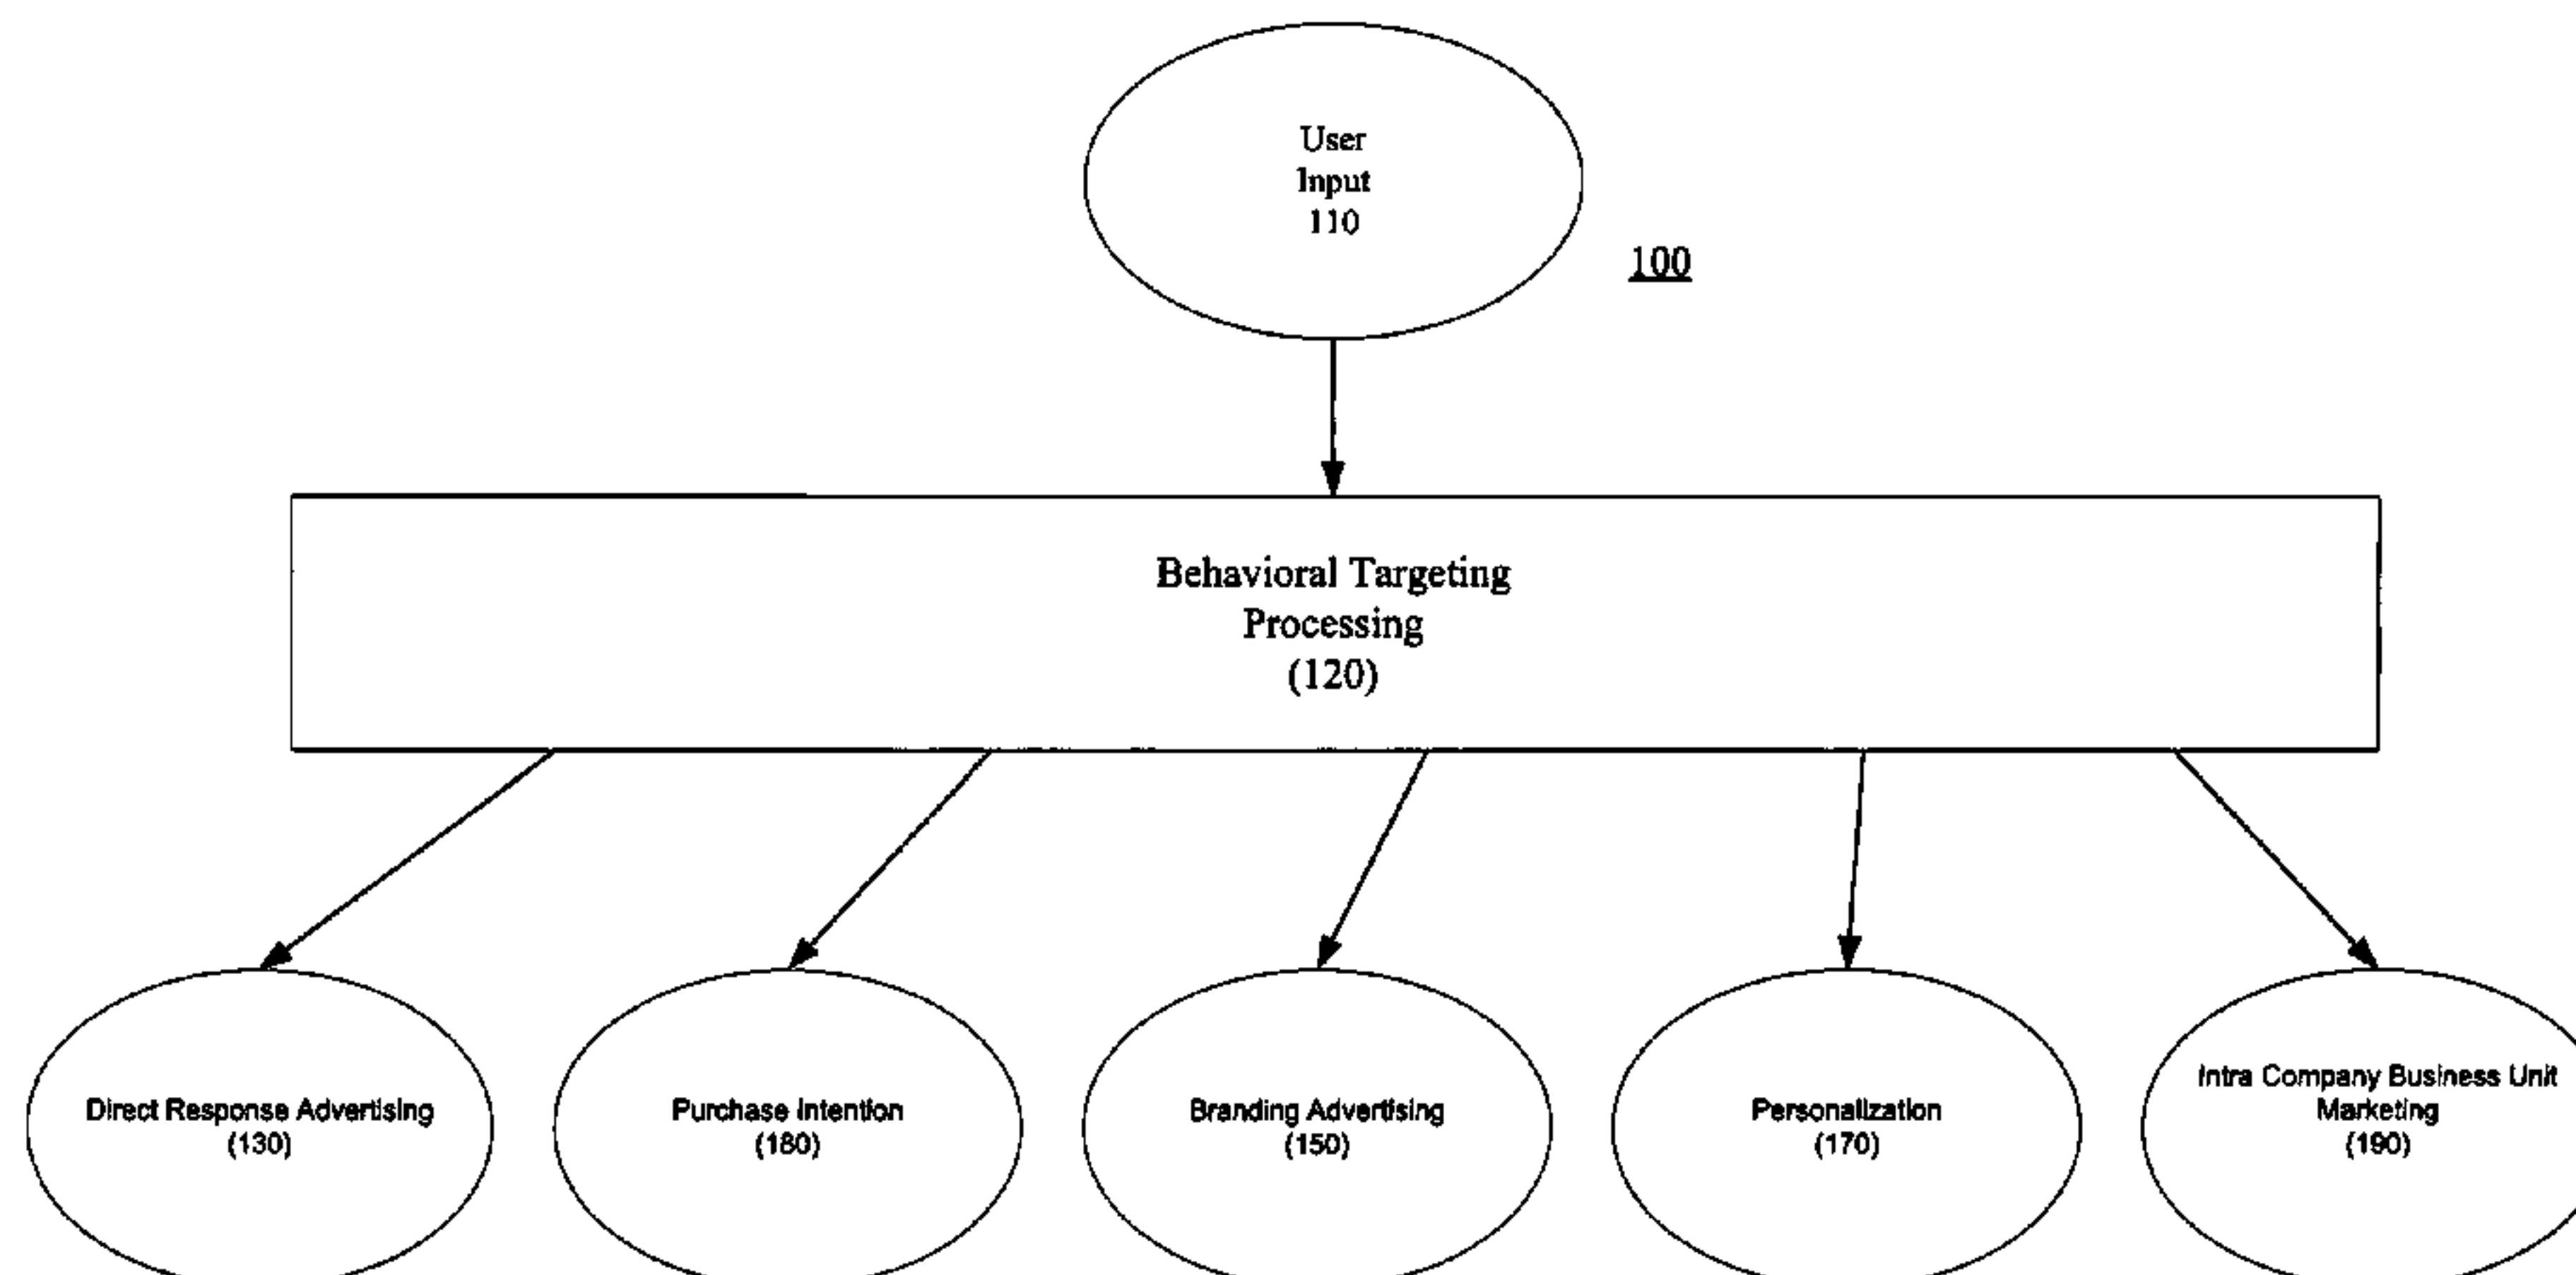 User
Input
110
100
Behavioral Targeting
Processing
(120)
Direct Response Advertising
(130)
Purchase Intention
(180)
Branding Advertising
(150)
Personalization
(170)
Intra Company Business Unit
Marketing
(190)